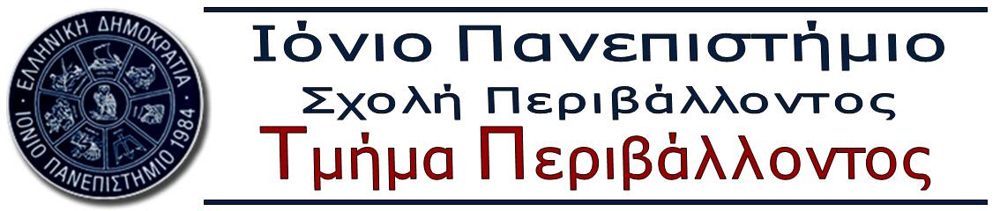 ΕΛΛΗΝΙΚΗ ΔΗΜΟΚΡΑΤΙΑ
ΙΟΝΙΟ ΠΑΝΕΠΙΣΤΗΜΙΟ 1984
Ιόνιο Πανεπιστήμιο
Σχολή Περιβάλλοντος
Τμήμα Περιβάλλοντος